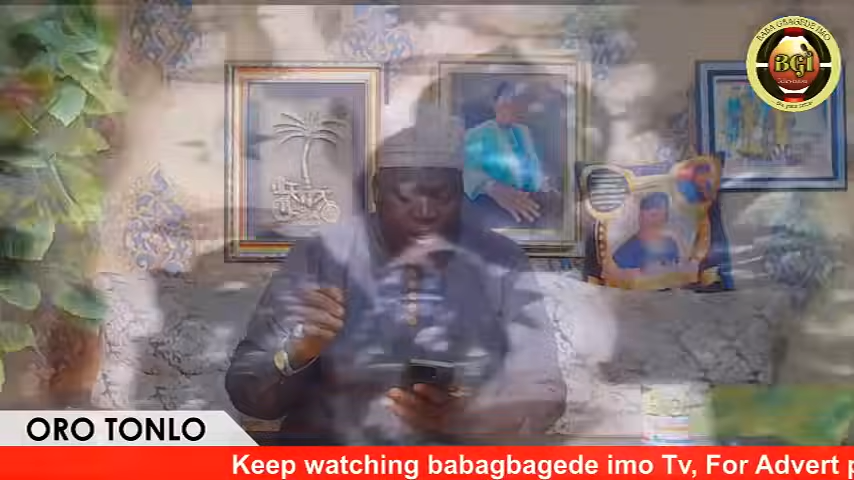 BABA GBAGEDE IMO
BGI
ORO TONLO
Keep watching babagbagede imo Tv, For Advert p